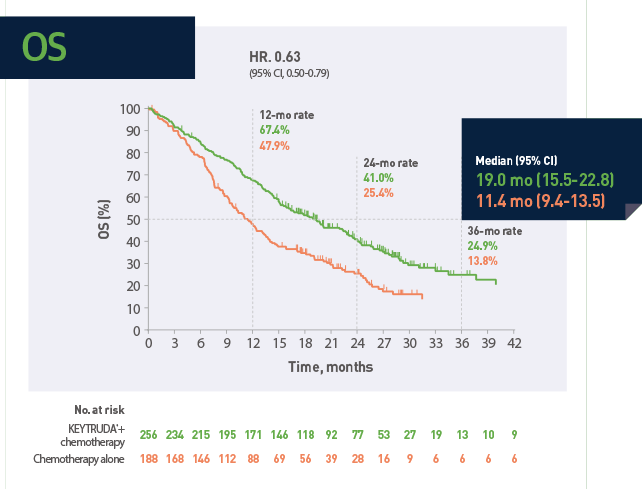 OS
HR. 0.63
(95% CI, 0.50-0.79)
12-mo rate
67.4%
47.9%
24-mo rate
41.0%
25.4%
Median (95% CI)
19.0 mo (15.5-22.8)
11.4 mo (9.4-13.5)
36-mo rate
24.9%
13.8%
OS (%)
100
90
80
70
60
50
40
30
20
10
0
0 3 6 9 12 15 18 21 24 27 30 33 36 39 42
Time, months
No. at risk
KEYTRUDA®+
chemotherapy
256 234 215 195 171 146 118 92 77 53 27 19 13 10 9
Chemotherapy alone
188 168 146 112 88 69 56 39 28 16 9 6 6 6 6